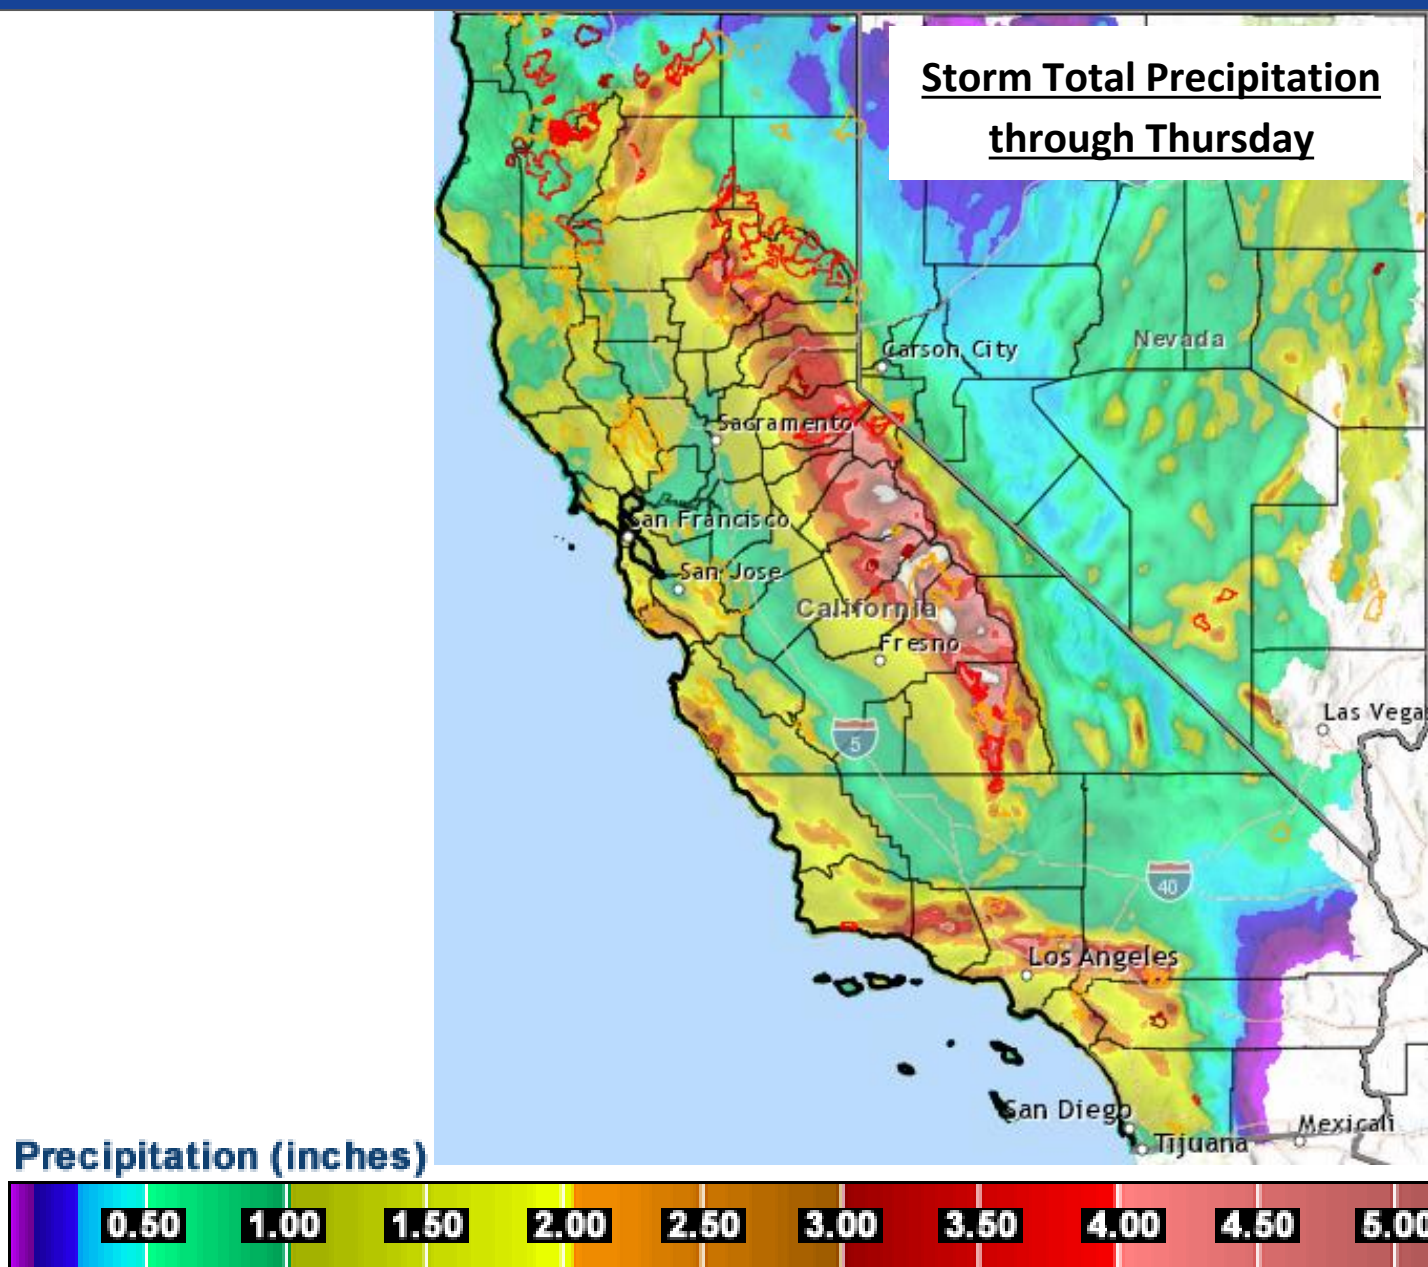 Storm Total Precipitation
through Thursday
Carson City
Nevada
Sacramento
San Francisco
San Jose
California
Fresno
Las Vega
5
40
Los Angeles
San Diego
Tijuana
Mexicali
Precipitation (inches)
0.50 1.00 1.50 2.00 2.50 3.00 3.50 4.00 4.50 5.00